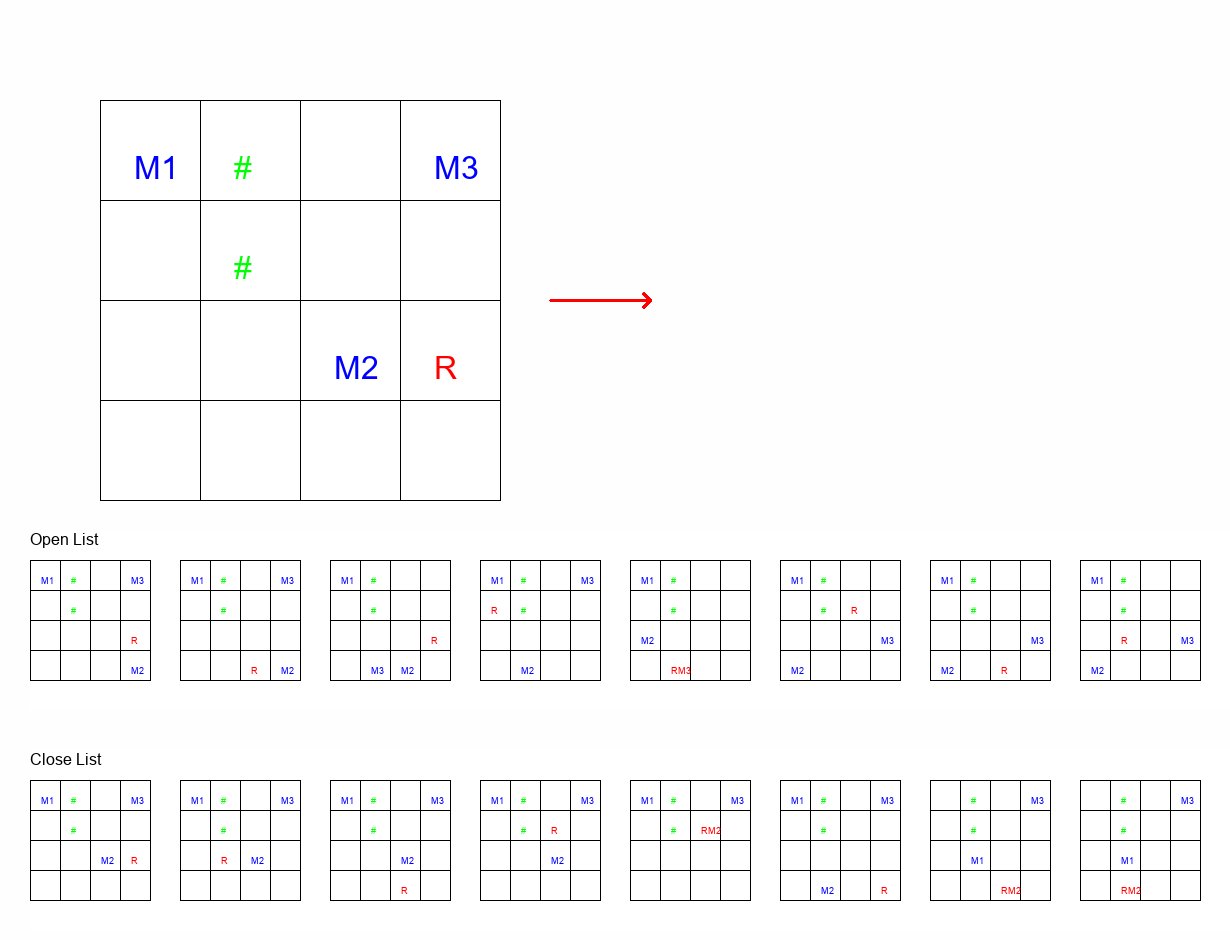 M1 # M3
#
M2 R
Open List
M1 # M3 M1 # M3 M1 # M1 # M3 M1 # M1 # M1 # M1 #
# # # R # # # R # #
R R M2 M3 M3 R M3
M2 R M2 M3 M2 M2 RM3 M2 M2 R M2
Close List
M1 # M3 M1 # M3 M1 # M3 M1 # M3 M1 # M3 M1 # M3 # M3 # M3
# # # # R # RM2 # # #
M2 R R M2 M2 M2 M1 M1
R M2 R RM2 RM2